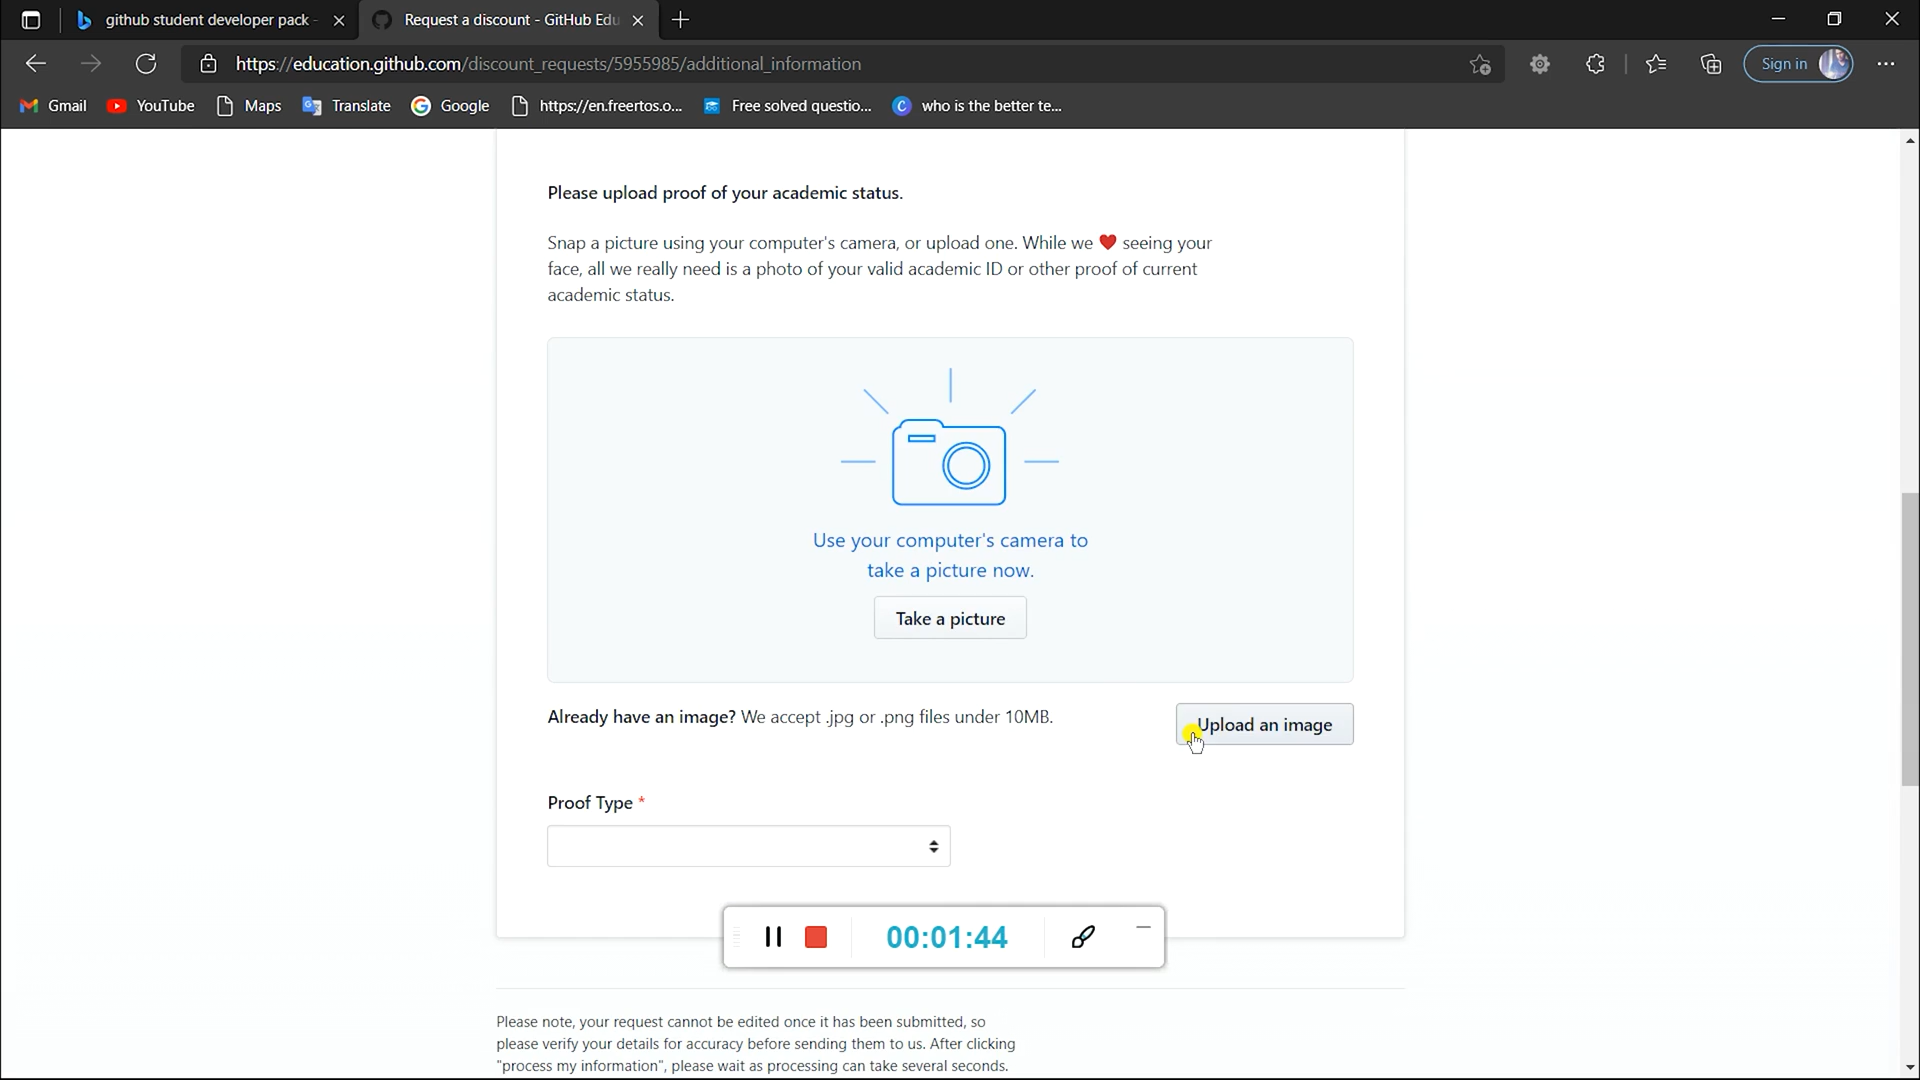 github student developer pack -
Request a discount - GitHub Edu
https://education.github.com/discount_requests/5955985/additional_information
Sign in
Gmail
YouTube
Maps
Translate
Google
https://en.freertos.o...
Free solved questio...
who is the better te...
Please upload proof of your academic status.
Snap a picture using your computer's camera, or upload one. While we ❤ seeing your
face, all we really need is a photo of your valid academic ID or other proof of current
academic status.
Use your computer's camera to
take a picture now.
Take a picture
Already have an image? We accept .jpg or .png files under 10MB.
Upload an image
Proof Type *
00:01:44
Please note, your request cannot be edited once it has been submitted, so
please verify your details for accuracy before sending them to us. After clicking
"process my information", please wait as processing can take several seconds.